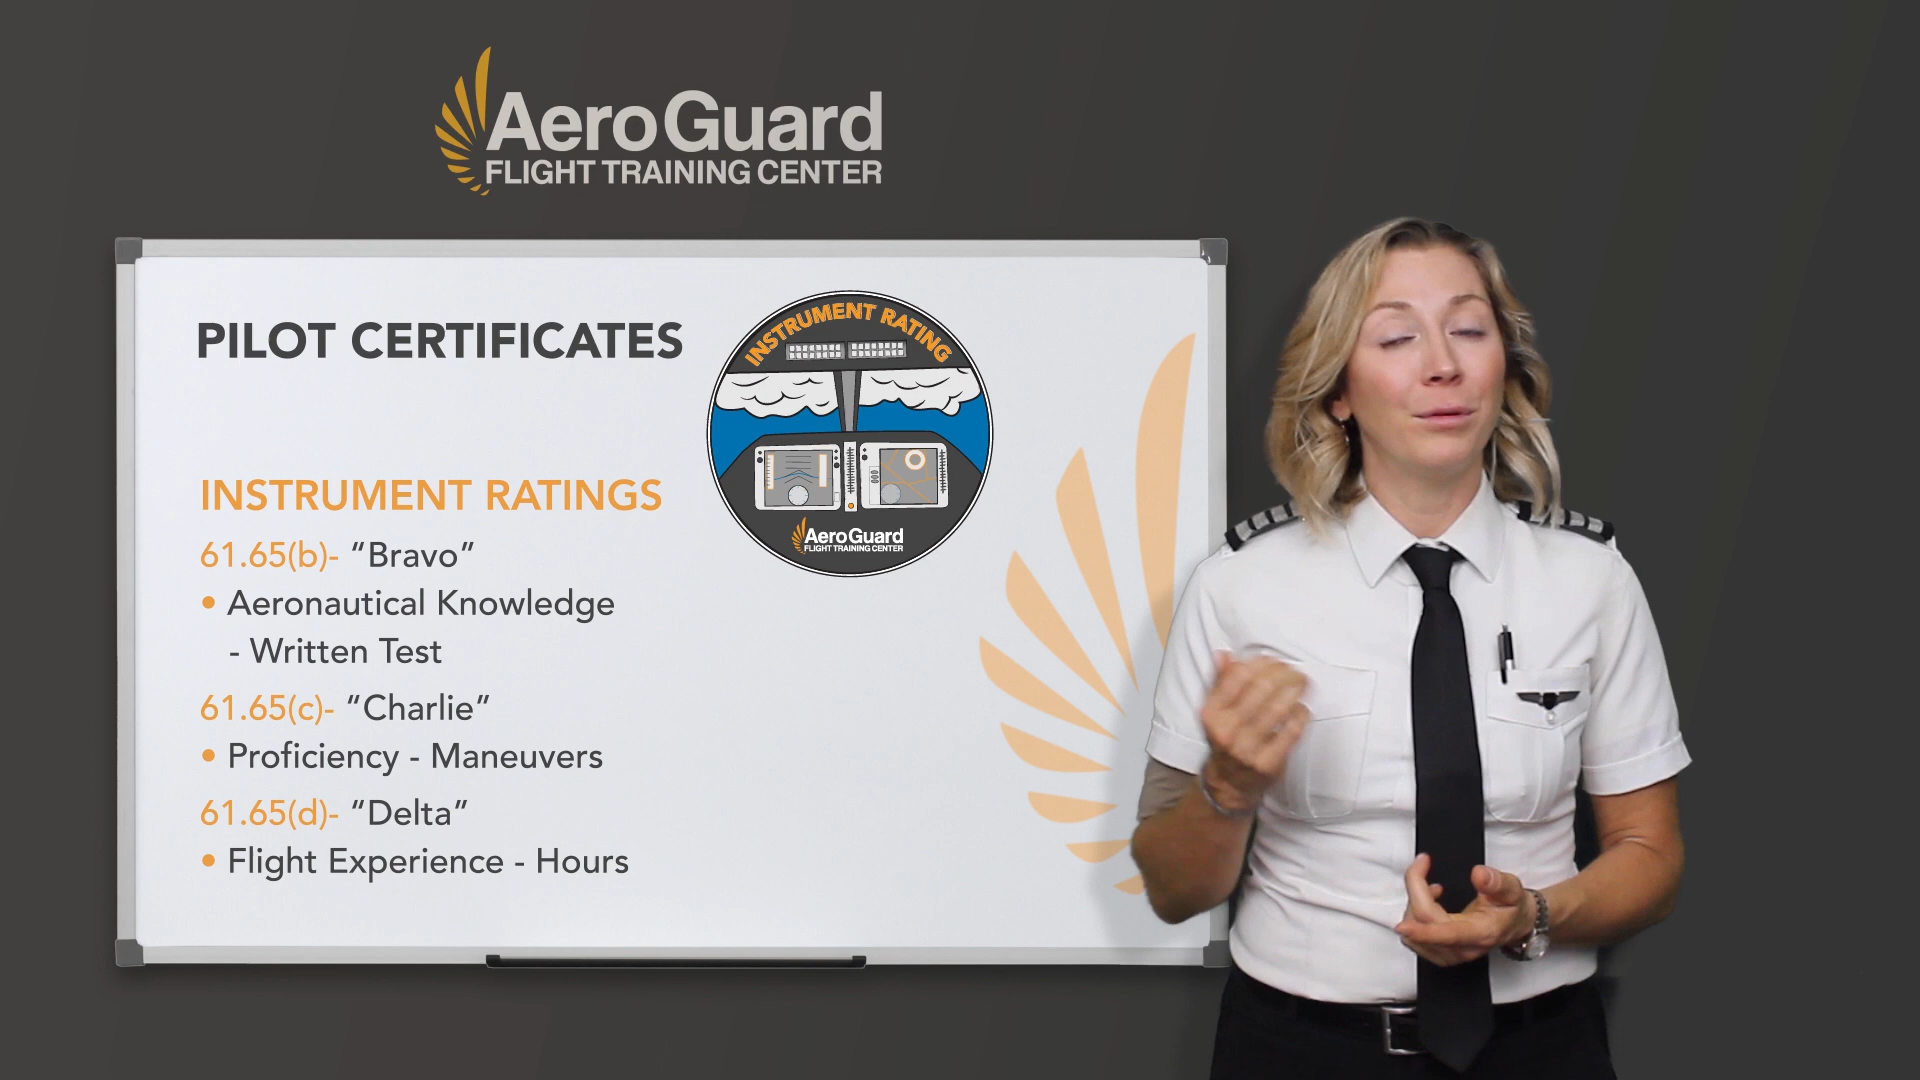 AeroGuard
FLIGHT TRAINING CENTER
PILOT CERTIFICATES
INSTRUMENT RATING
INSTRUMENT RATINGS
61.65(b)- “Bravo”
• Aeronautical Knowledge
- Written Test
61.65(c)- “Charlie”
• Proficiency - Maneuvers
61.65(d)- “Delta”
• Flight Experience - Hours
AeroGuard
FLIGHT TRAINING CENTER